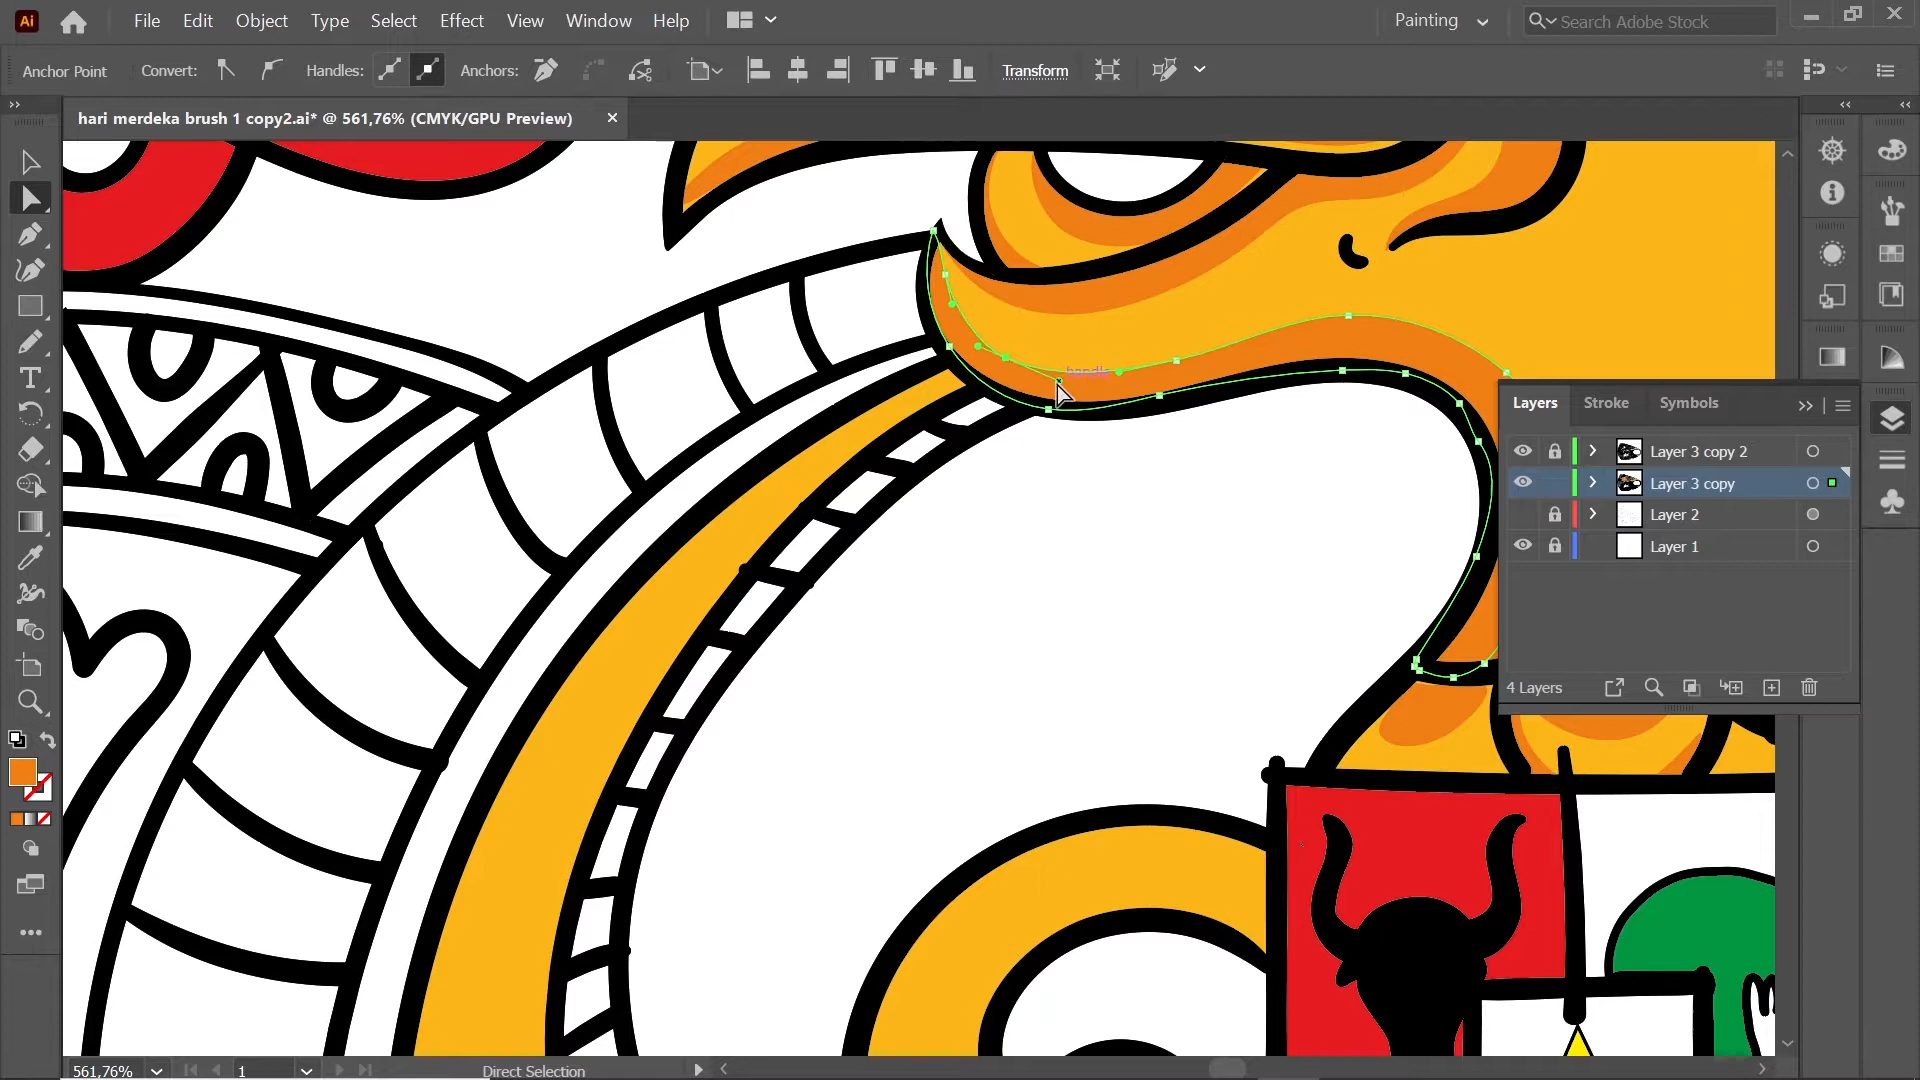 Ai File Edit Object Type Select Effect View Window Help Painting Search Adobe Stock
Anchor Point Convert: Handles: Anchors: Transform
hari merdeka brush 1 copy2.ai* @ 561,76% (CMYK/GPU Preview)
handle
Layers Stroke Symbols
Layer 3 copy 2
Layer 3 copy
Layer 2
Layer 1
4 Layers
561,76% 1 Direct Selection